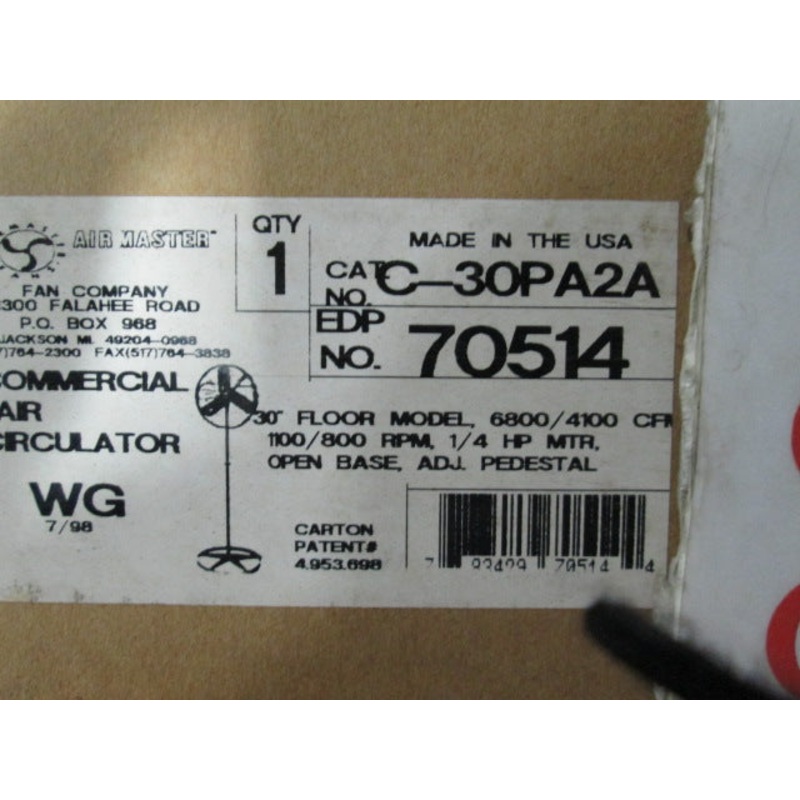 AIR MASTER
FAN COMPANY
300 FALAHEE ROAD
P.O. BOX 968
JACKSON MI. 49204-0968
764-2300 FAX(517)764-3838
COMMERCIAL
AIR
CIRCULATOR
WG
7/98
QTY
1
MADE IN THE USA
CAT NO. C-30PA2A
EDP NO. 70514
30" FLOOR MODEL, 6800/4100 CFM
1100/800 RPM, 1/4 HP MTR,
OPEN BASE, ADJ. PEDESTAL
CARTON
PATENT#
4,953,698
7 93429 70514 4